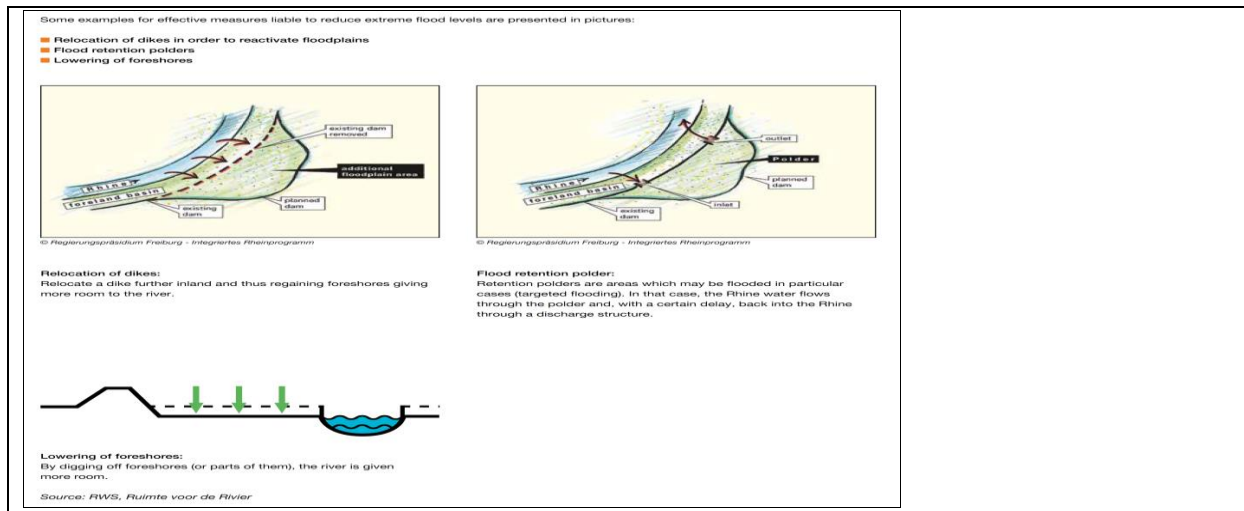 Some examples for effective measures liable to reduce extreme flood levels are presented in pictures:
Relocation of dikes in order to reactivate floodplains
Flood retention polders
Lowering of foreshores
existing dam
removed
additional
floodplain area
Rhine
foreland basin
existing
dam
planned
dam
© Regierungspräsidium Freiburg - Integriertes Rheinprogramm
outlet
Polder
planned
dam
Rhine
foreland basin
inlet
existing
dam
© Regierungspräsidium Freiburg - Integriertes Rheinprogramm
Relocation of dikes:
Relocate a dike further inland and thus regaining foreshores giving
more room to the river.
Flood retention polder:
Retention polders are areas which may be flooded in particular
cases (targeted flooding). In that case, the Rhine water flows
through the polder and, with a certain delay, back into the Rhine
through a discharge structure.
Lowering of foreshores:
By digging off foreshores (or parts of them), the river is given
more room.
Source: RWS, Ruimte voor de Rivier